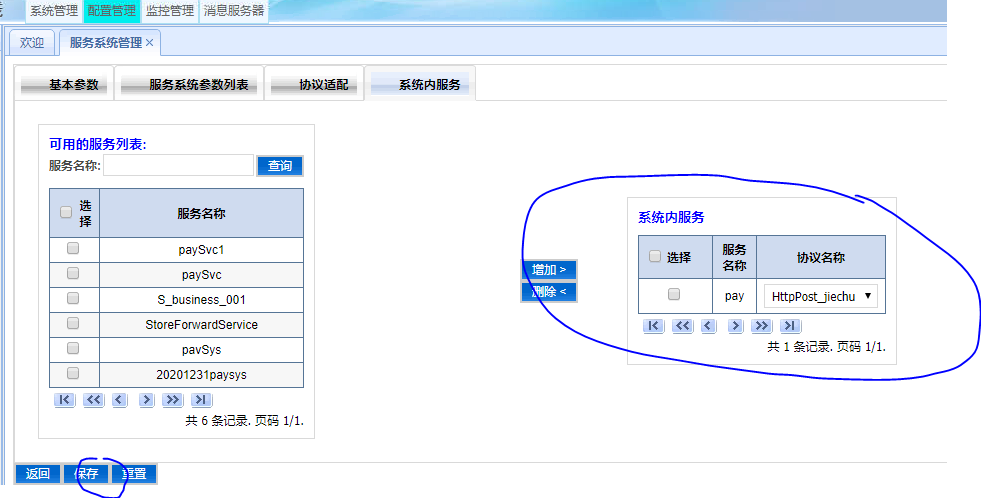 系统管理 配置管理 监控管理 消息服务器
欢迎 服务系统管理 ×
基本参数 服务系统参数列表 协议适配 系统内服务
可用的服务列表:
服务名称: 查询
选择 服务名称
paySvc1
paySvc
S_business_001
StoreForwardService
pavSys
20201231paysys
共 6 条记录. 页码 1/1.
增加 >
删除 <
系统内服务
选择 服务名称 协议名称
pay HttpPost_jiechu
共 1 条记录. 页码 1/1.
返回 保存 重置